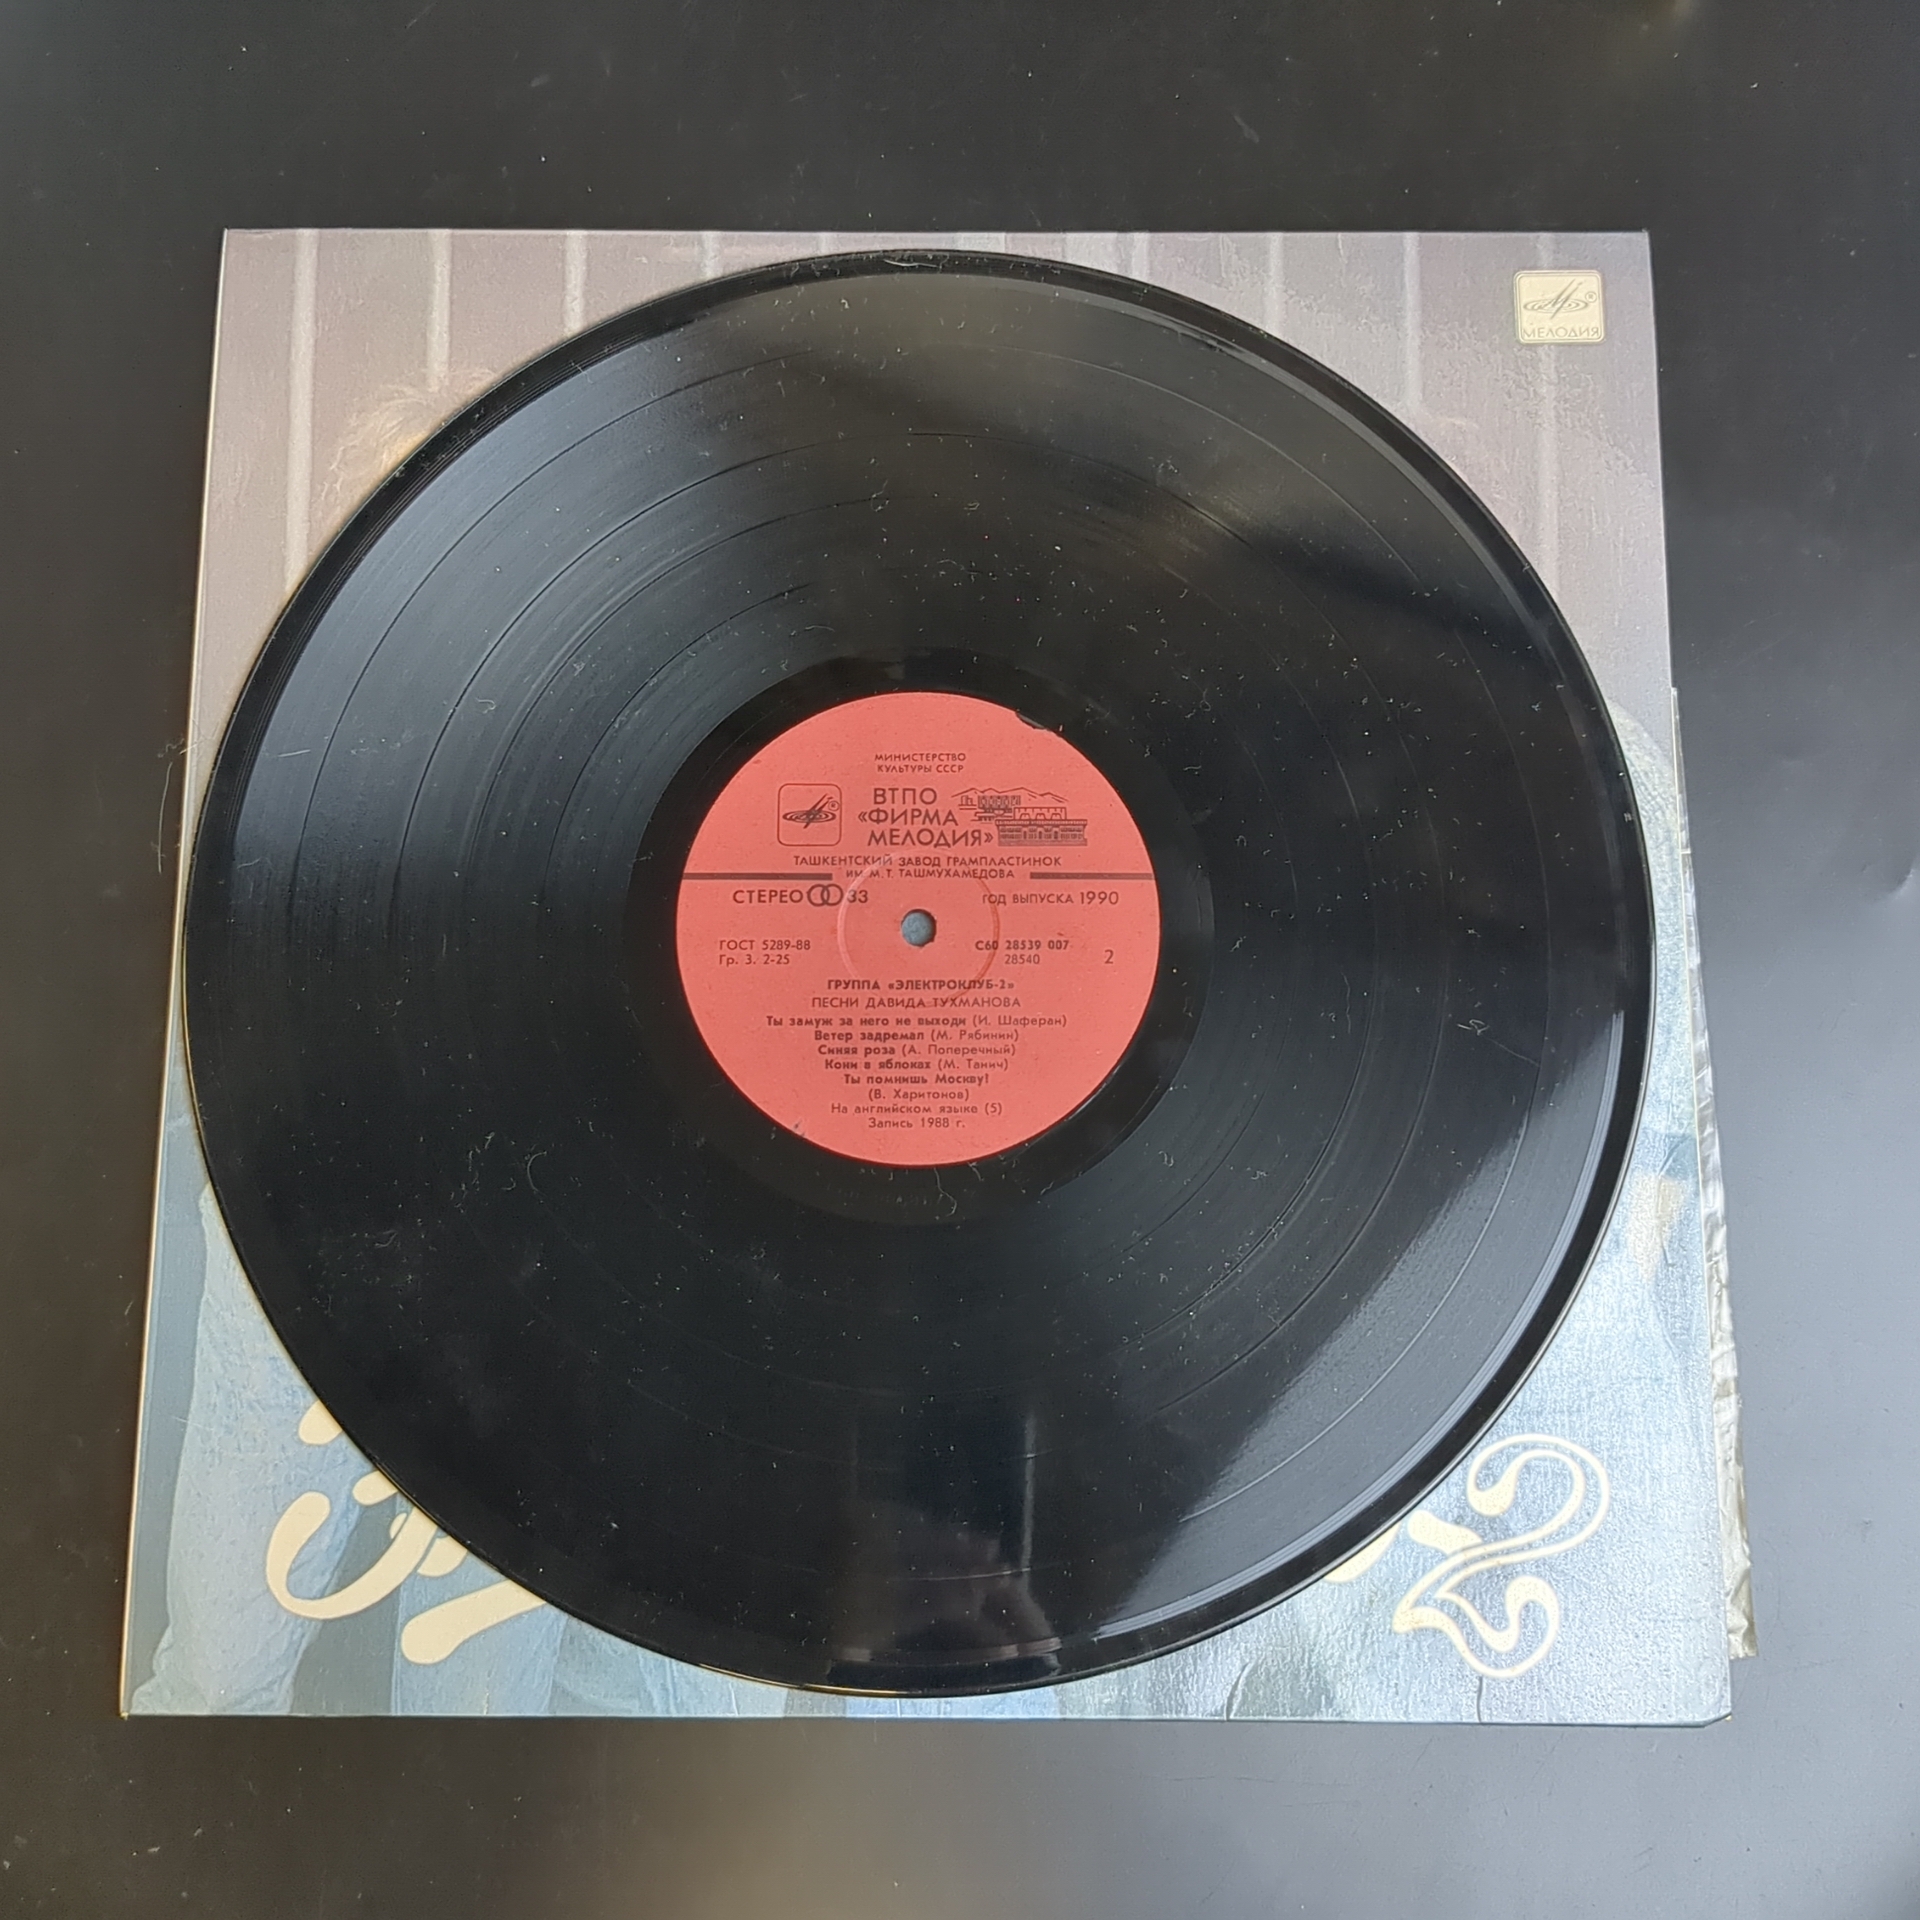 МЕЛОДИЯ
МИНИСТЕРСТВО
КУЛЬТУРЫ СССР
ВТПО
«ФИРМА
МЕЛОДИЯ»
ТАШКЕНТСКИЙ ЗАВОД ГРАМПЛАСТИНОК
ИМ. М. Т. ТАШМУХАМЕДОВА
СТЕРЕО 33 ГОД ВЫПУСКА 1990
ГОСТ 5289-88 С60 28539 007
Гр. 3. 2-25 28540 2
ГРУППА «ЭЛЕКТРОКЛУБ-2»
ПЕСНИ ДАВИДА ТУХМАНОВА
Ты замуж за него не выходи (И. Шаферан)
Ветер задремал (М. Рябинин)
Синяя роза (А. Поперечный)
Кони в яблоках (М. Танич)
Ты помнишь Москву!
(В. Харитонов)
На английском языке (5)
Запись 1988 г.